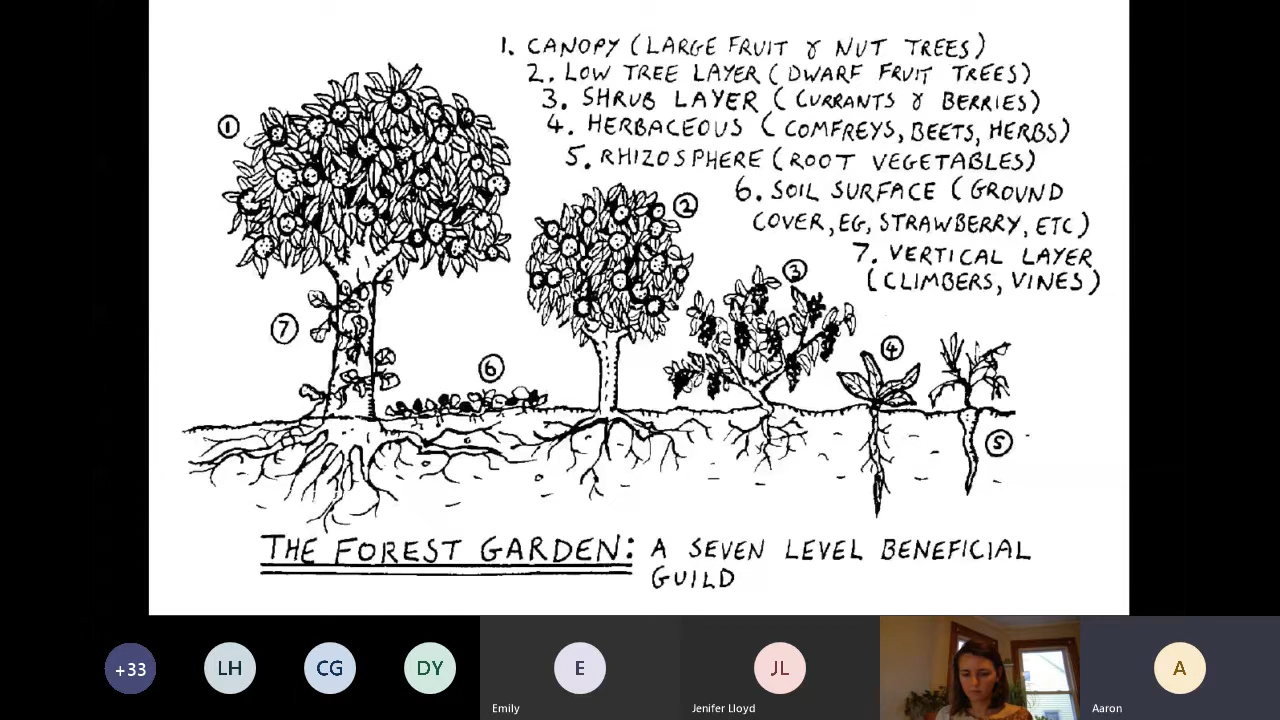 1. CANOPY (LARGE FRUIT & NUT TREES)
2. LOW TREE LAYER (DWARF FRUIT TREES)
3. SHRUB LAYER (CURRANTS & BERRIES)
4. HERBACEOUS (COMFREYS, BEETS, HERBS)
5. RHIZOSPHERE (ROOT VEGETABLES)
6. SOIL SURFACE (GROUND
COVER, EG, STRAWBERRY, ETC)
7. VERTICAL LAYER
(CLIMBERS, VINES)
1
2
3
7
6
4
5
THE FOREST GARDEN: A SEVEN LEVEL BENEFICIAL
GUILD
+33 LH CG DY E JL A
Emily Jenifer Lloyd Aaron